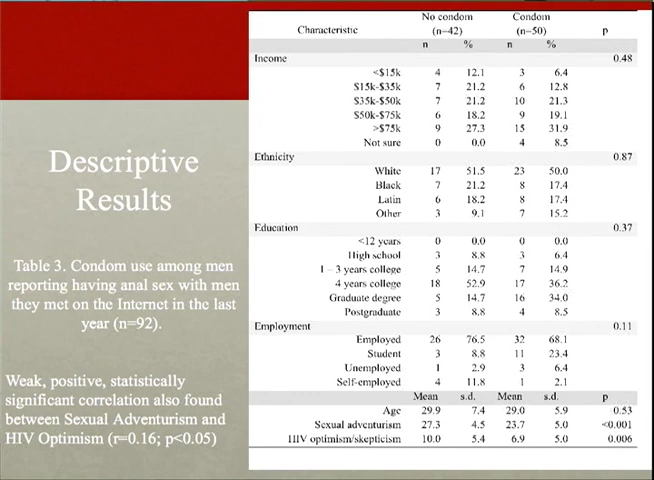 Descriptive
Results
Table 3. Condom use among men
reporting having anal sex with men
they met on the Internet in the last
year (n=92).
Weak, positive, statistically
significant correlation also found
between Sexual Adventurism and
HIV Optimism (r=0.16; p<0.05)
Characteristic No condom (n=42) Condom (n=50) p
n % n %
Income 0.48
<$15k 4 12.1 3 6.4
$15k-$35k 7 21.2 6 12.8
$35k-$50k 7 21.2 10 21.3
$50k-$75k 6 18.2 9 19.1
>$75k 9 27.3 15 31.9
Not sure 0 0.0 4 8.5
Ethnicity 0.87
White 17 51.5 23 50.0
Black 7 21.2 8 17.4
Latin 6 18.2 8 17.4
Other 3 9.1 7 15.2
Education 0.37
<12 years 0 0.0 0 0.0
High school 3 8.8 3 6.4
1 – 3 years college 5 14.7 7 14.9
4 years college 18 52.9 17 36.2
Graduate degree 5 14.7 16 34.0
Postgraduate 3 8.8 4 8.5
Employment 0.11
Employed 26 76.5 32 68.1
Student 3 8.8 11 23.4
Unemployed 1 2.9 3 6.4
Self-employed 4 11.8 1 2.1
Mean s.d. Mean s.d. p
Age 29.9 7.4 29.0 5.9 0.53
Sexual adventurism 27.3 4.5 23.7 5.0 <0.001
HIV optimism/skepticism 10.0 5.4 6.9 5.0 0.006